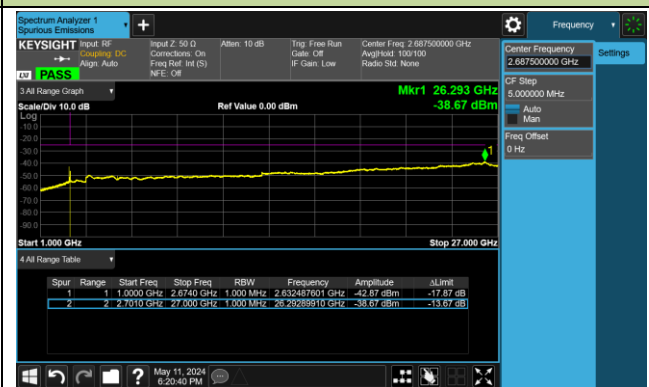 Spectrum Analyzer 1
Spurious Emissions
+
Frequency
KEYSIGHT
Input: RF
Coupling: DC
Align: Auto
Input Z: 50 Ω
Corrections: On
Freq Ref: Int (S)
NFE: Off
Atten: 10 dB
Trig: Free Run
Gate: Off
IF Gain: Low
Center Freq: 2.687500000 GHz
Avg|Hold: 100/100
Radio Std: None
LXI
PASS
3 All Range Graph
Scale/Div 10.0 dB
Ref Value 0.00 dBm
Mkr1 26.293 GHz
-38.67 dBm
Log
-10.0
-20.0
-30.0
-40.0
-50.0
-60.0
-70.0
-80.0
-90.0
1
Start 1.000 GHz
Stop 27.000 GHz
4 All Range Table
Spur Range Start Freq Stop Freq RBW Frequency Amplitude ΔLimit
1 1 1.0000 GHz 2.6740 GHz 1.000 MHz 2.632487601 GHz -42.87 dBm -17.87 dB
2 2 2.7010 GHz 27.000 GHz 1.000 MHz 26.29289910 GHz -38.67 dBm -13.67 dB
Center Frequency
2.687500000 GHz
Settings
CF Step
5.000000 MHz
Auto
Man
Freq Offset
0 Hz
?
May 11, 2024
6:20:40 PM